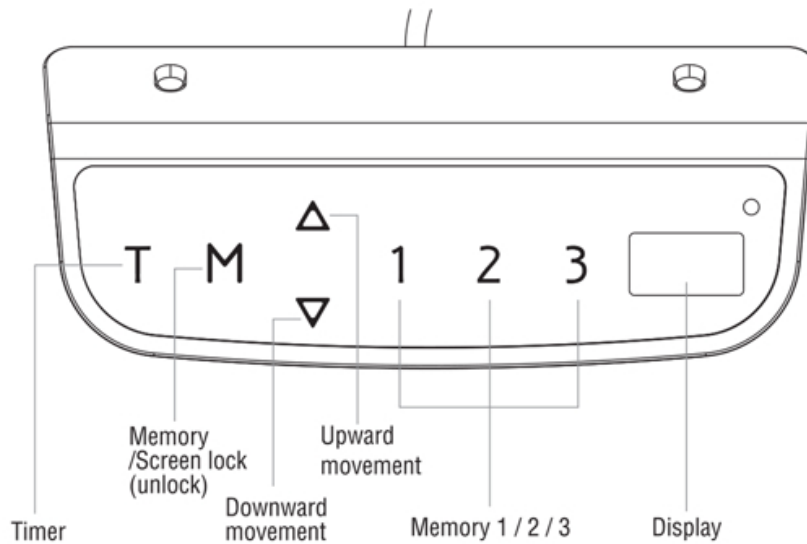 T M 1 2 3
Memory
/Screen lock
(unlock)
Upward
movement
Timer
Downward
movement
Memory 1 / 2 / 3
Display